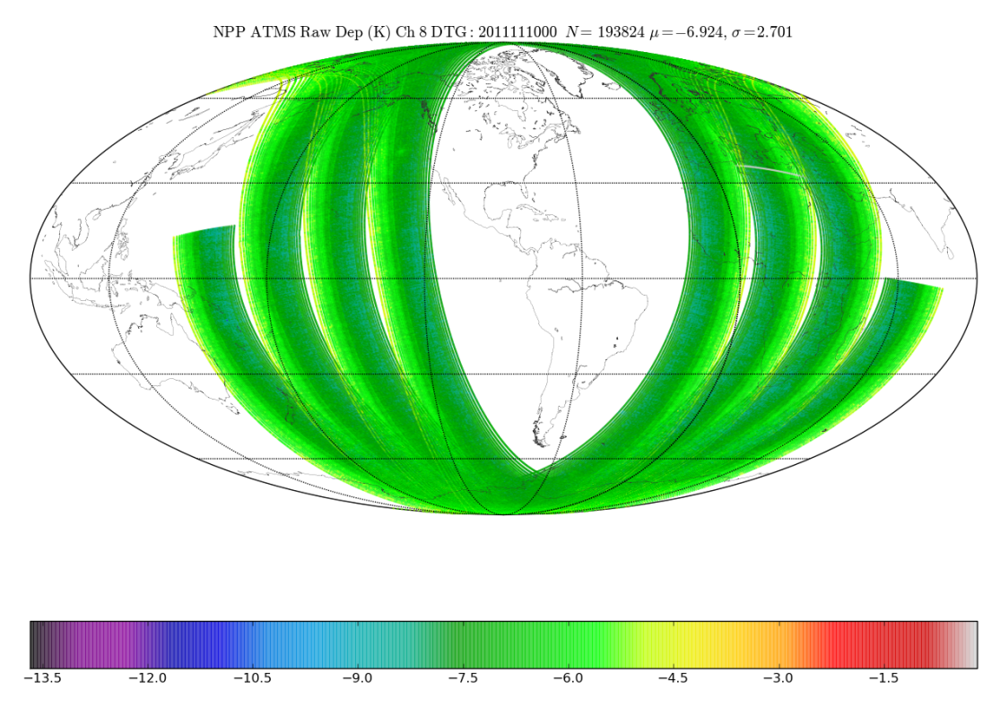 NPP ATMS Raw Dep (K) Ch 8 DTG: 2011111000 N= 193824 μ=−6.924, σ=2.701
−13.5 −12.0 −10.5 −9.0 −7.5 −6.0 −4.5 −3.0 −1.5